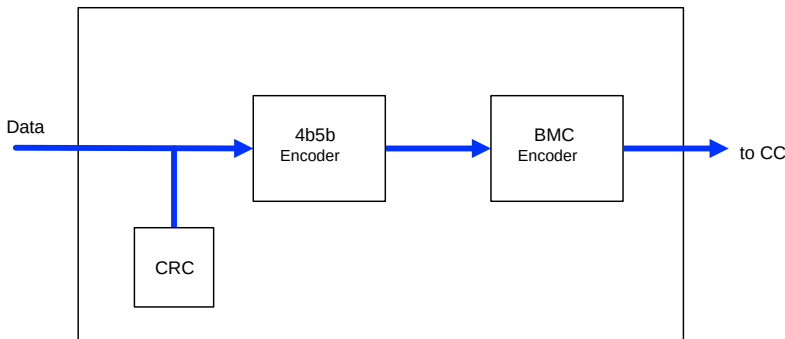 Data
4b5b
Encoder
BMC
Encoder
to CC
CRC